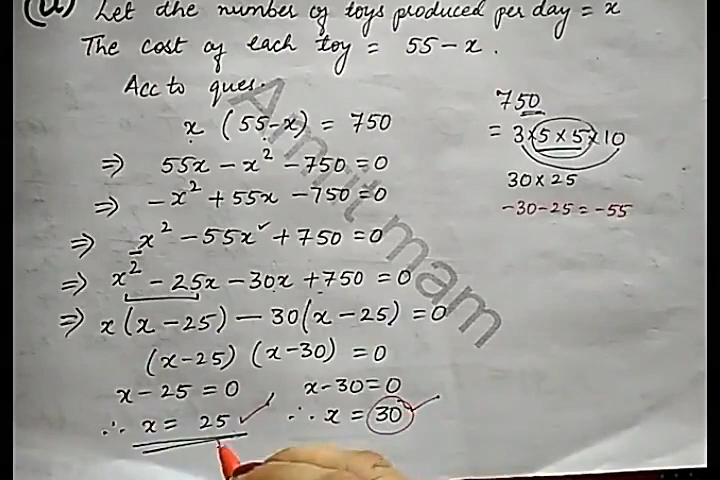 (ii) Let the number of toys produced per day = x
The cost of each toy = 55 - x.
Acc to ques.
x (55-x) = 750
⇒ 55x - x² - 750 = 0
⇒ -x² + 55x - 750 = 0
⇒ x² - 55x + 750 = 0
⇒ x² - 25x - 30x + 750 = 0
⇒ x(x-25) - 30(x-25) = 0
(x-25) (x-30) = 0
x - 25 = 0 x-30=0
∴ x = 25 ∴ x = 30
750
= 3×5×5×10
30 × 25
-30-25 = -55
Amrit mam